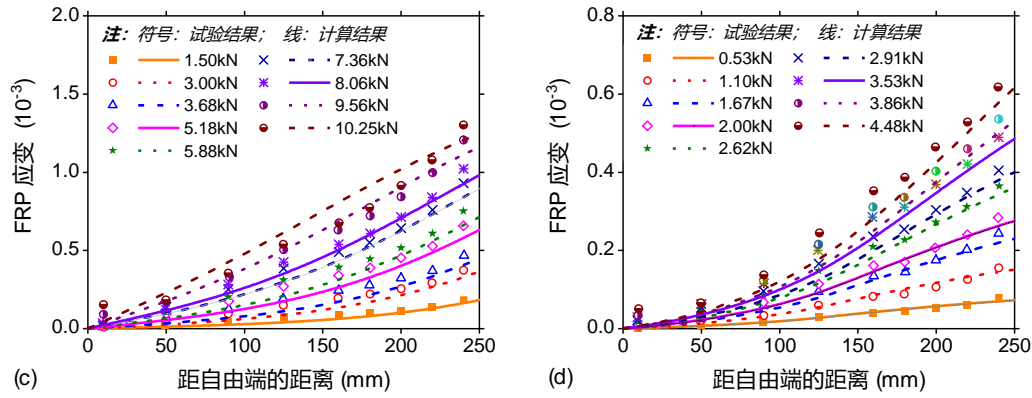 注：符号：试验结果； 线：计算结果
1.50kN
3.00kN
3.68kN
5.18kN
5.88kN
7.36kN
8.06kN
9.56kN
10.25kN
2.0
1.5
1.0
0.5
0.0
FRP 应变 (10⁻³)
0 50 100 150 200 250
距自由端的距离 (mm)
(c)
注：符号：试验结果； 线：计算结果
0.53kN
1.10kN
1.67kN
2.00kN
2.62kN
2.91kN
3.53kN
3.86kN
4.48kN
0.8
0.6
0.4
0.2
0.0
FRP 应变 (10⁻³)
0 50 100 150 200 250
距自由端的距离 (mm)
(d)